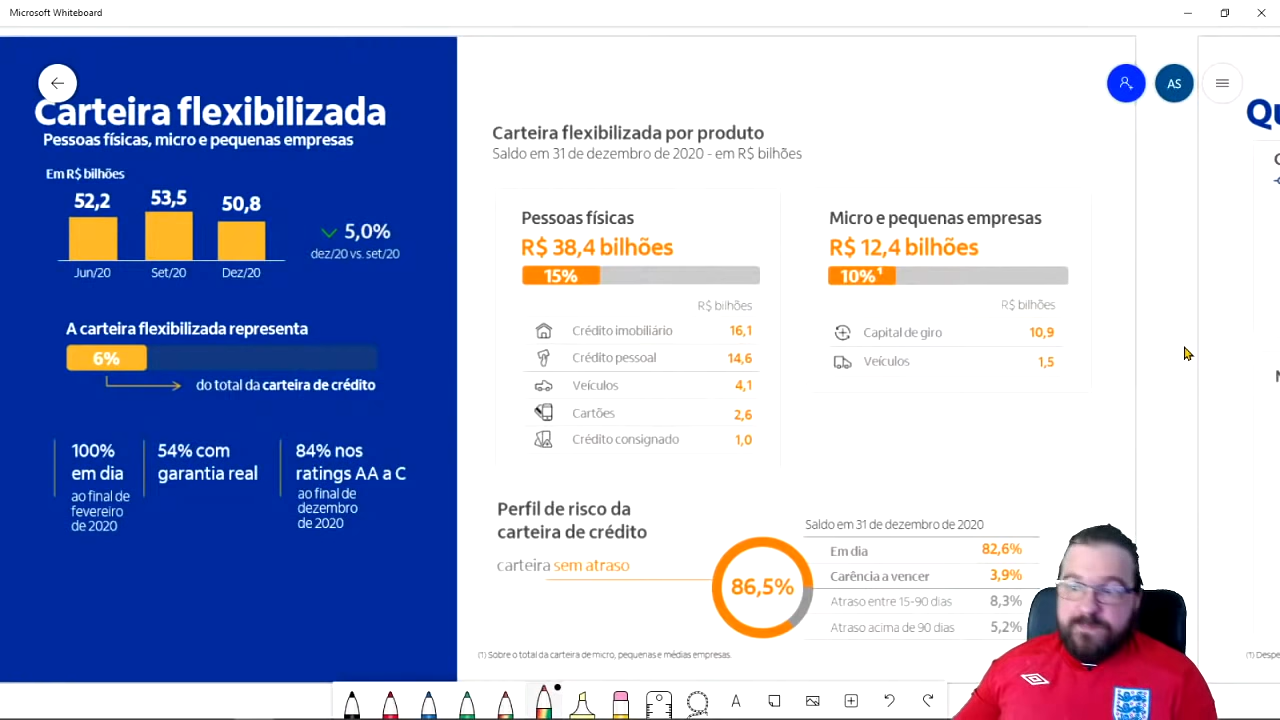 Microsoft Whiteboard
Carteira flexibilizada
Pessoas físicas, micro e pequenas empresas
Em R$ bilhões
52,2
53,5
50,8
Jun/20
Set/20
Dez/20
5,0%
dez/20 vs. set/20
A carteira flexibilizada representa
6%
do total da carteira de crédito
100%
em dia
ao final de
fevereiro
de 2020
54% com
garantia real
84% nos
ratings AA a C
ao final de
dezembro
de 2020
Carteira flexibilizada por produto
Saldo em 31 de dezembro de 2020 - em R$ bilhões
Pessoas físicas
R$ 38,4 bilhões
15%
R$ bilhões
Crédito imobiliário 16,1
Crédito pessoal 14,6
Veículos 4,1
Cartões 2,6
Crédito consignado 1,0
Micro e pequenas empresas
R$ 12,4 bilhões
10%¹
R$ bilhões
Capital de giro 10,9
Veículos 1,5
Perfil de risco da
carteira de crédito
carteira sem atraso
86,5%
Saldo em 31 de dezembro de 2020
Em dia 82,6%
Carência a vencer 3,9%
Atraso entre 15-90 dias 8,3%
Atraso acima de 90 dias 5,2%
(1) Sobre o total da carteira de micro, pequenas e médias empresas.
AS
A